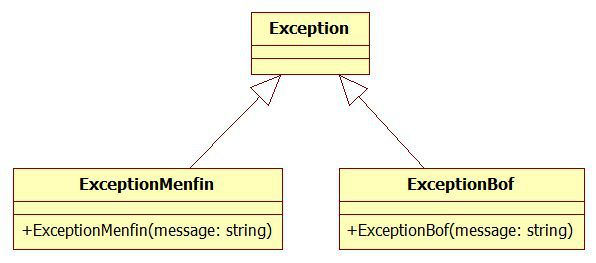 Exception
ExceptionMenfin
+ExceptionMenfin(message: string)
ExceptionBof
+ExceptionBof(message: string)